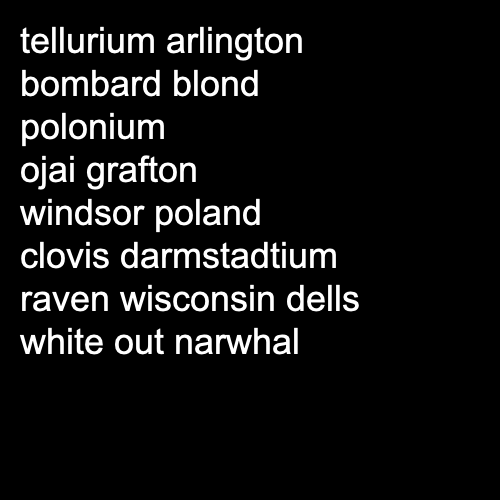 tellurium arlington
bombard blond
polonium
ojai grafton
windsor poland
clovis darmstadtium
raven wisconsin dells
white out narwhal